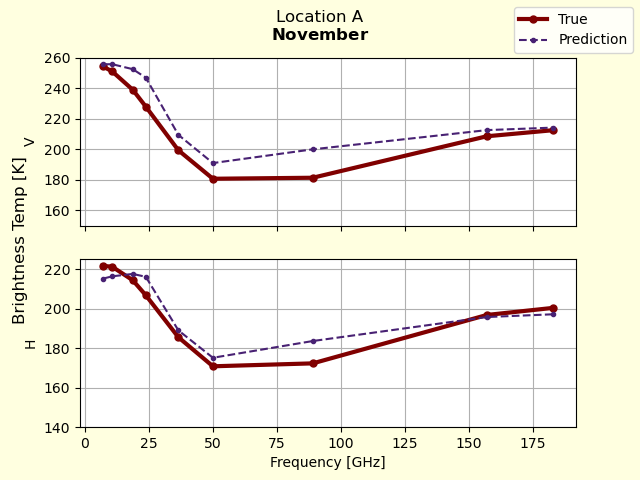 Location A
November
True
Prediction
260
240
220
200
180
160
V
Brightness Temp [K]
220
200
180
160
140
H
0 25 50 75 100 125 150 175
Frequency [GHz]